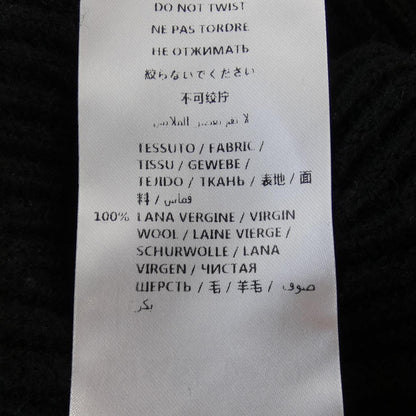 DO NOT TWIST
NE PAS TORDRE
НЕ ОТЖИМАТЬ
絞らないでください
不可绞拧
TESSUTO / FABRIC /
TISSU / GEWEBE /
TEJIDO / ТКАНЬ / 表地 / 面
料 / قماش /
100% LANA VERGINE / VIRGIN
WOOL / LAINE VIERGE /
SCHURWOLLE / LANA
VIRGEN / ЧИСТАЯ
ШЕРСТЬ / 毛 / 羊毛 / صوف
بكر